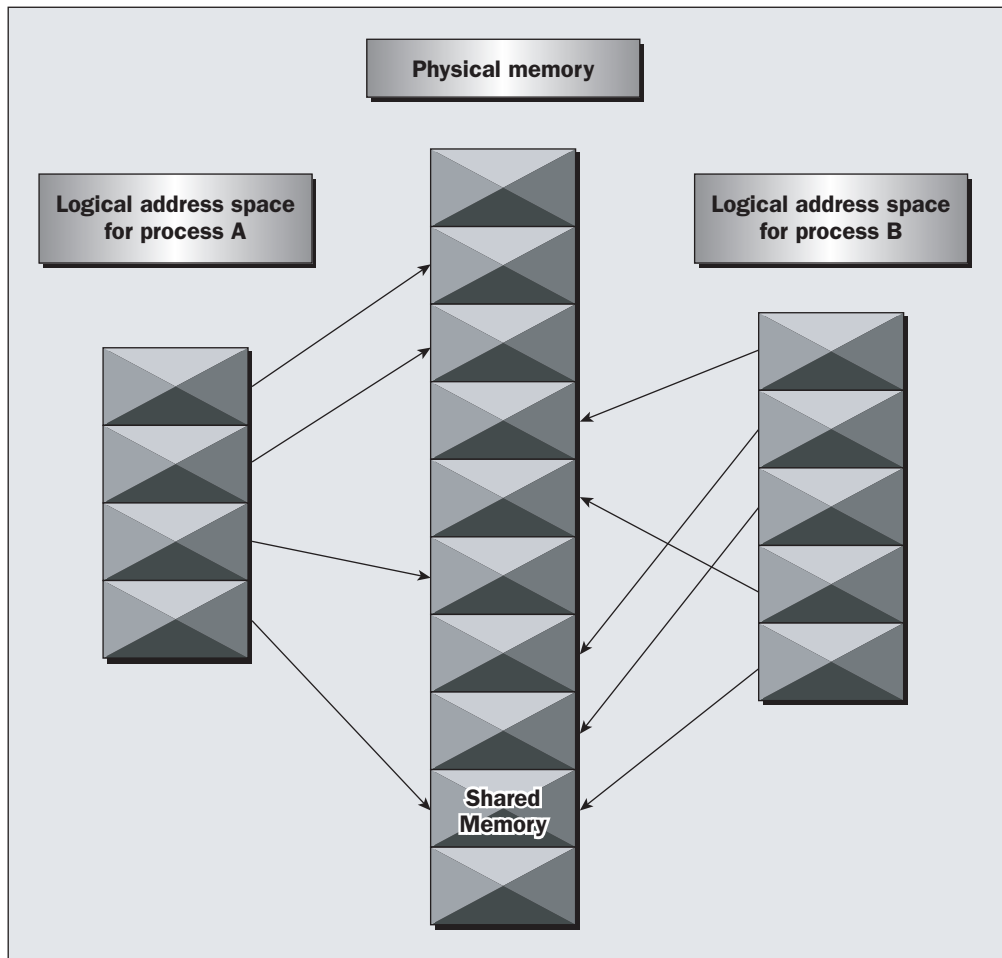 Physical memory
Logical address space
for process A
Logical address space
for process B
Shared
Memory